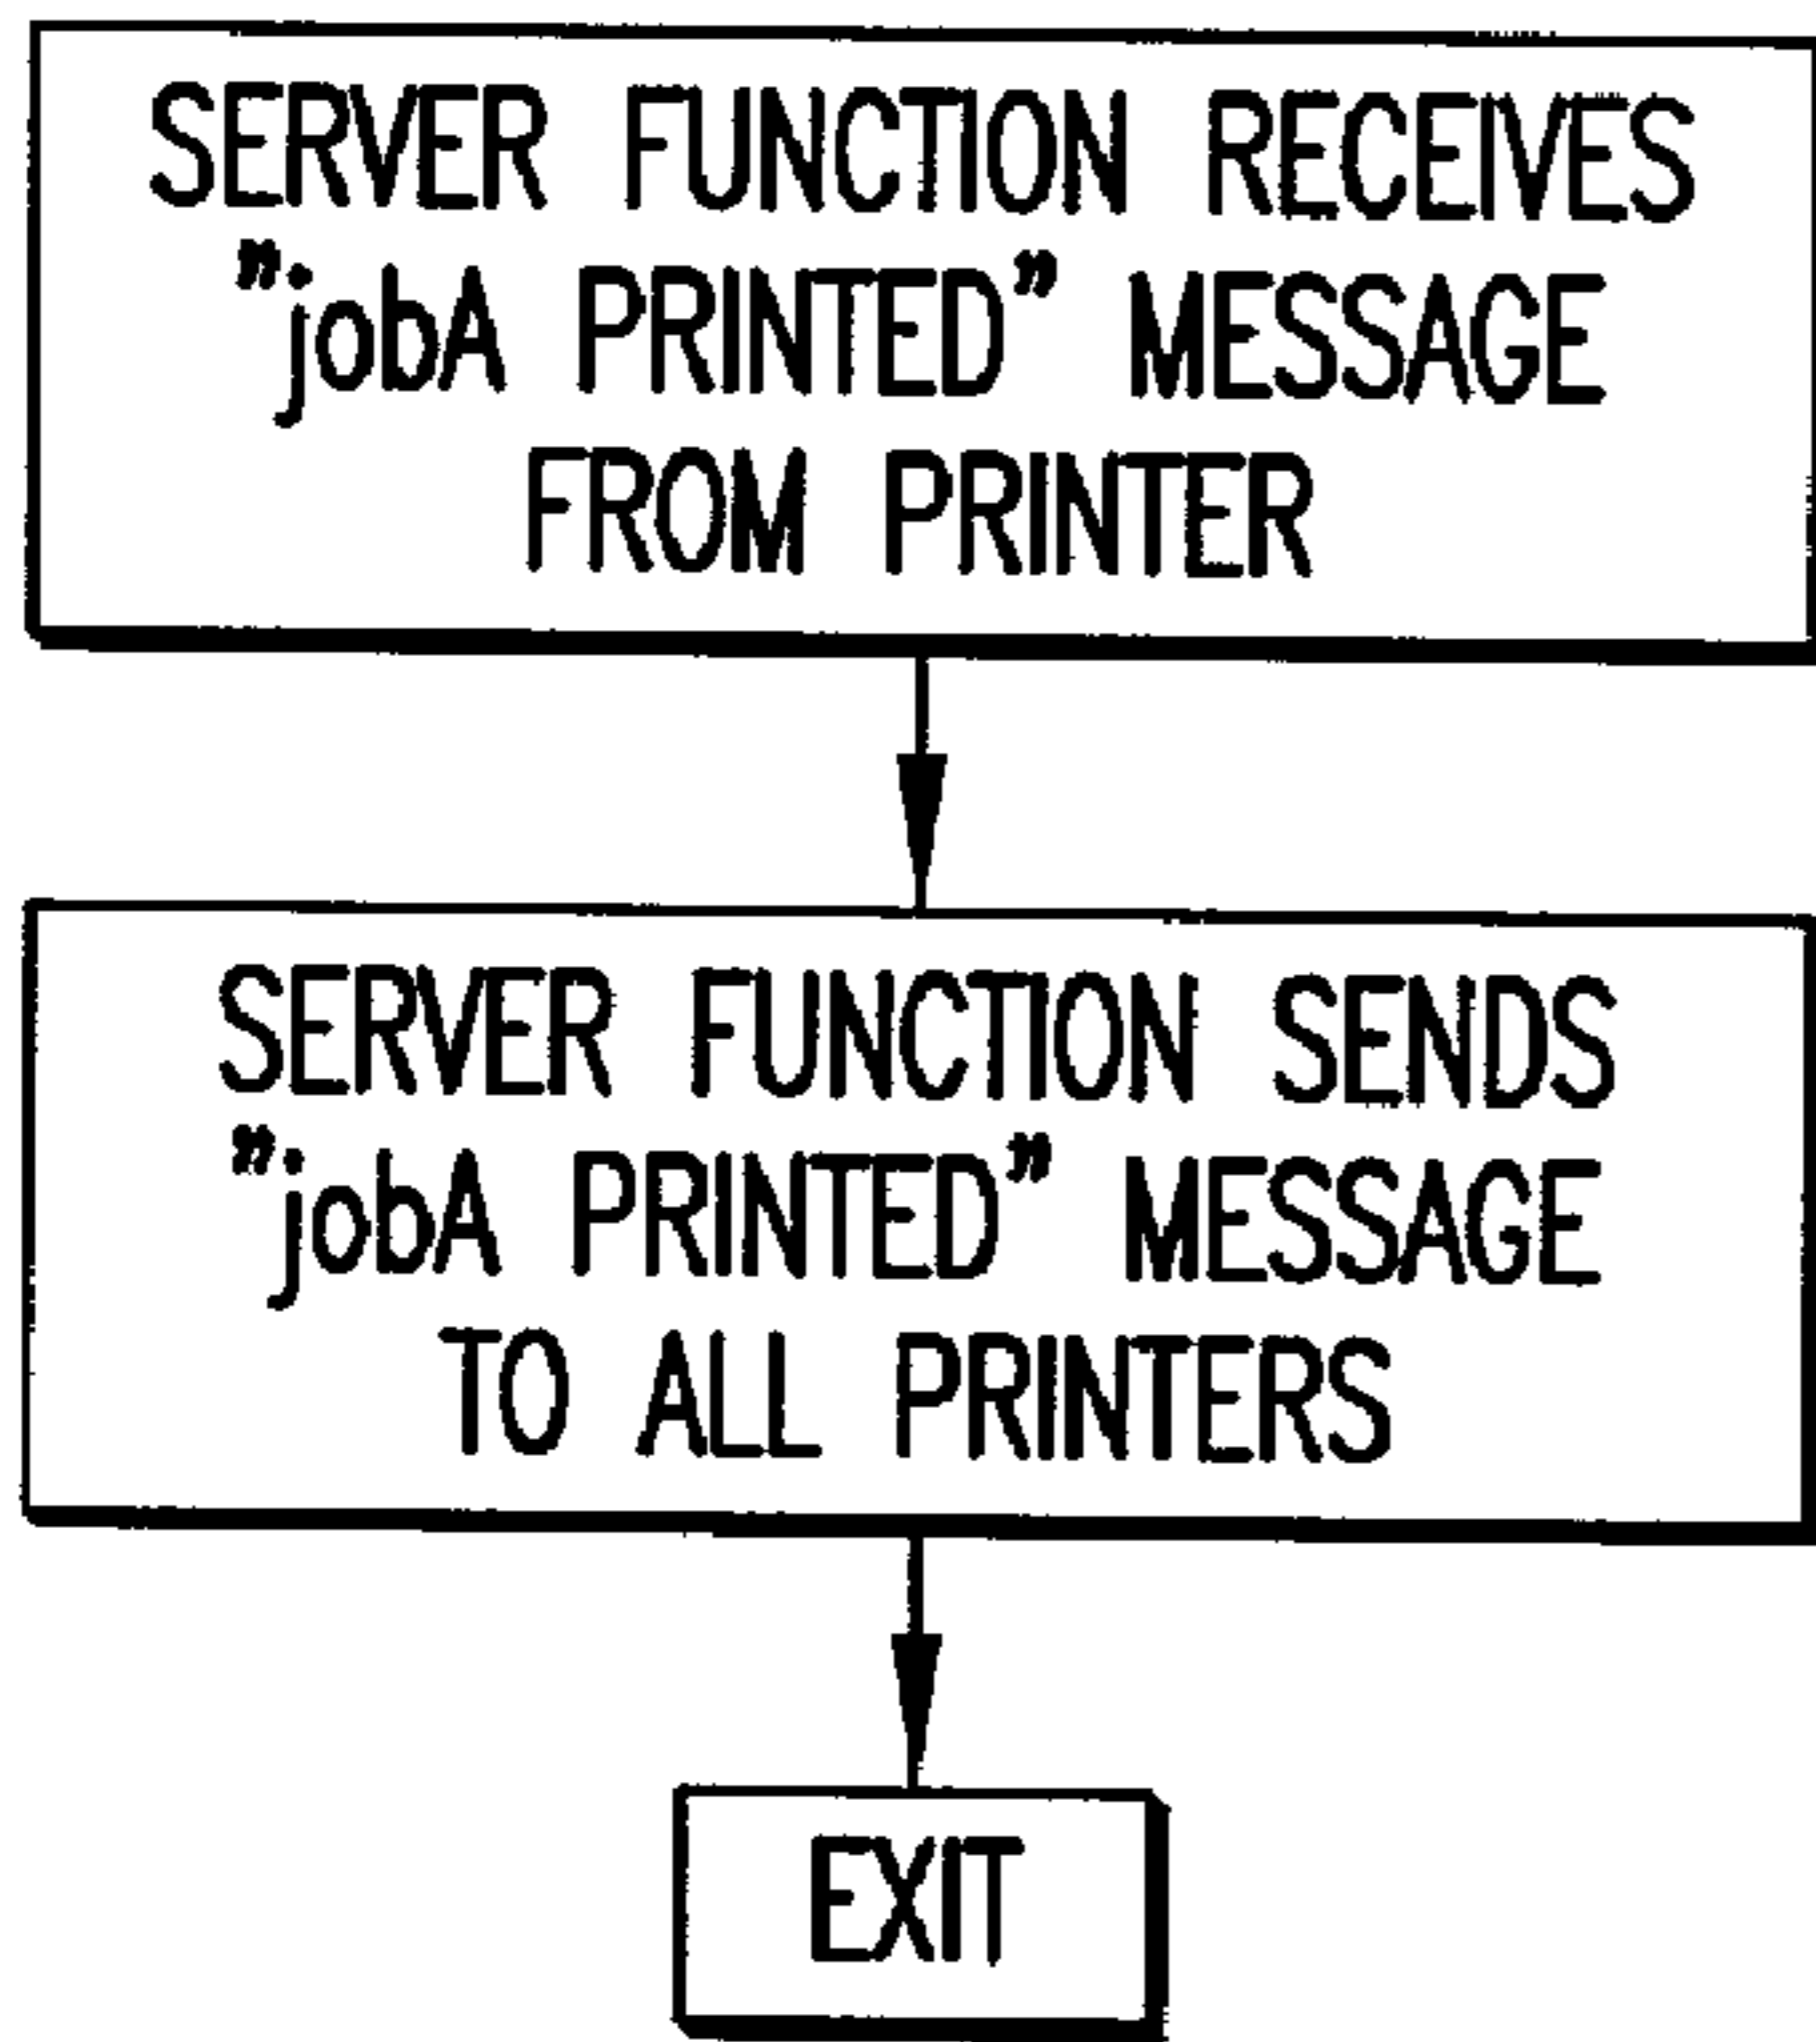 SERVER FUNCTION RECEIVES
"jobA PRINTED" MESSAGE
FROM PRINTER
SERVER FUNCTION SENDS
"jobA PRINTED" MESSAGE
TO ALL PRINTERS
EXIT